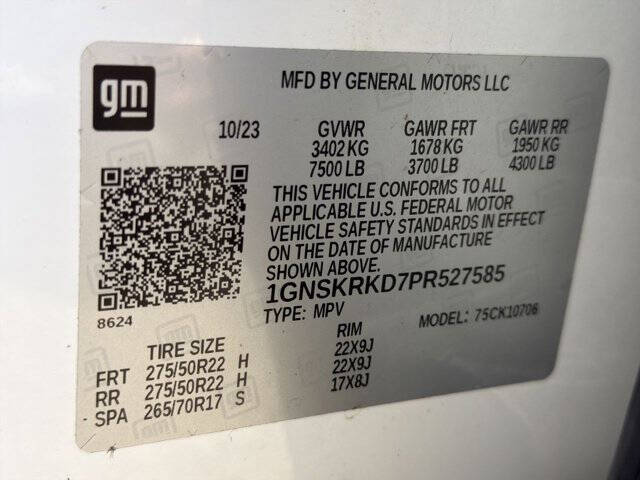 gm
MFD BY GENERAL MOTORS LLC
10/23 GVWR GAWR FRT GAWR RR
3402 KG 1678 KG 1950 KG
7500 LB 3700 LB 4300 LB
THIS VEHICLE CONFORMS TO ALL
APPLICABLE U.S. FEDERAL MOTOR
VEHICLE SAFETY STANDARDS IN EFFECT
ON THE DATE OF MANUFACTURE
SHOWN ABOVE.
1GNSKRKD7PR527585
8624
TYPE: MPV MODEL: 75CK10706
TIRE SIZE RIM
FRT 275/50R22 H 22X9J
RR 275/50R22 H 22X9J
SPA 265/70R17 S 17X8J